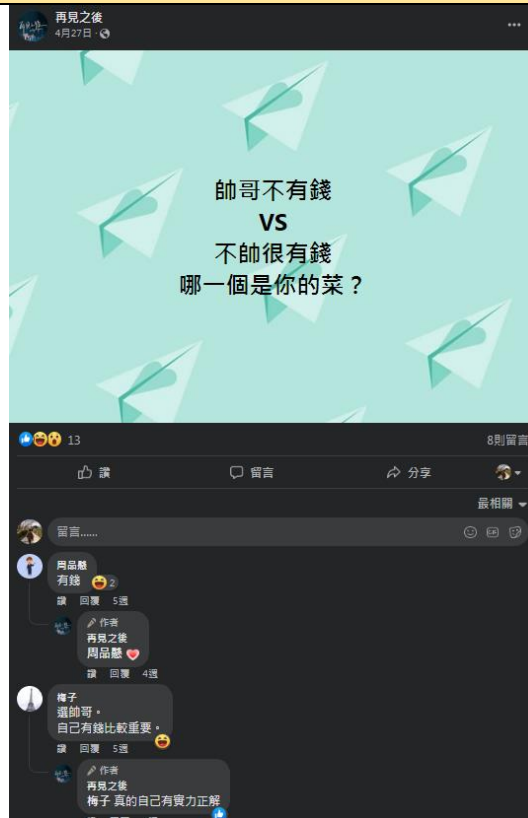 再見之後
4月27日
帥哥不有錢
VS
不帥很有錢
哪一個是你的菜？
13
8則留言
讚
留言
分享
最相關
留言......
周品懸
有錢
2
讚 回覆 5週
作者
再見之後
周品懸
讚 回覆 4週
梅子
選帥哥。
自己有錢比較重要。
讚 回覆 5週
作者
再見之後
梅子 真的自己有實力正解